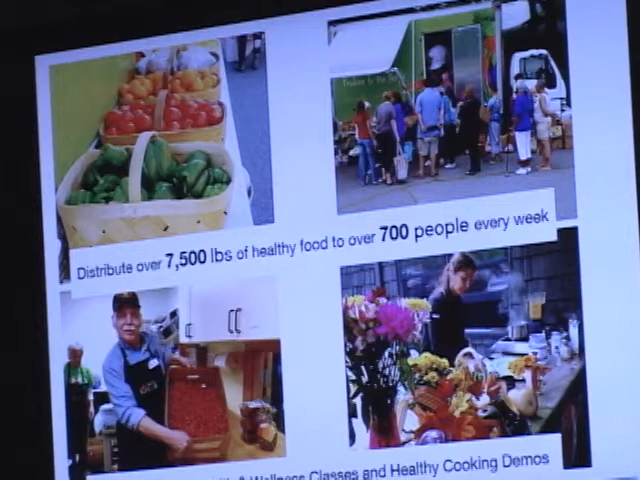 Distribute over 7,500 lbs of healthy food to over 700 people every week
& Wellness Classes and Healthy Cooking Demos